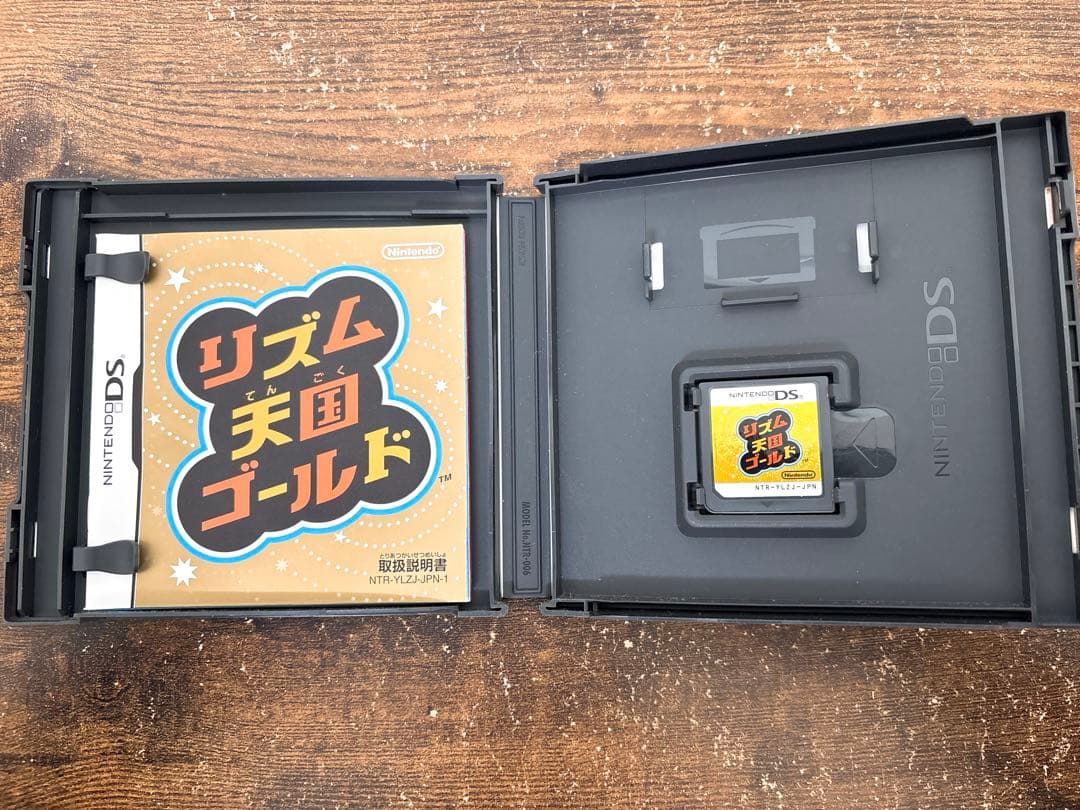 NINTENDO DS
Nintendo
リズム
てんごく
天国
ゴールド
TM
とりあつかいせつめいしょ
取扱説明書
NTR-YLZJ-JPN-1
MODEL No.NTR-006
NINTENDO DS
リズム
天国
ゴールド
Nintendo
NTR-YLZJ-JPN
NINTENDO DS